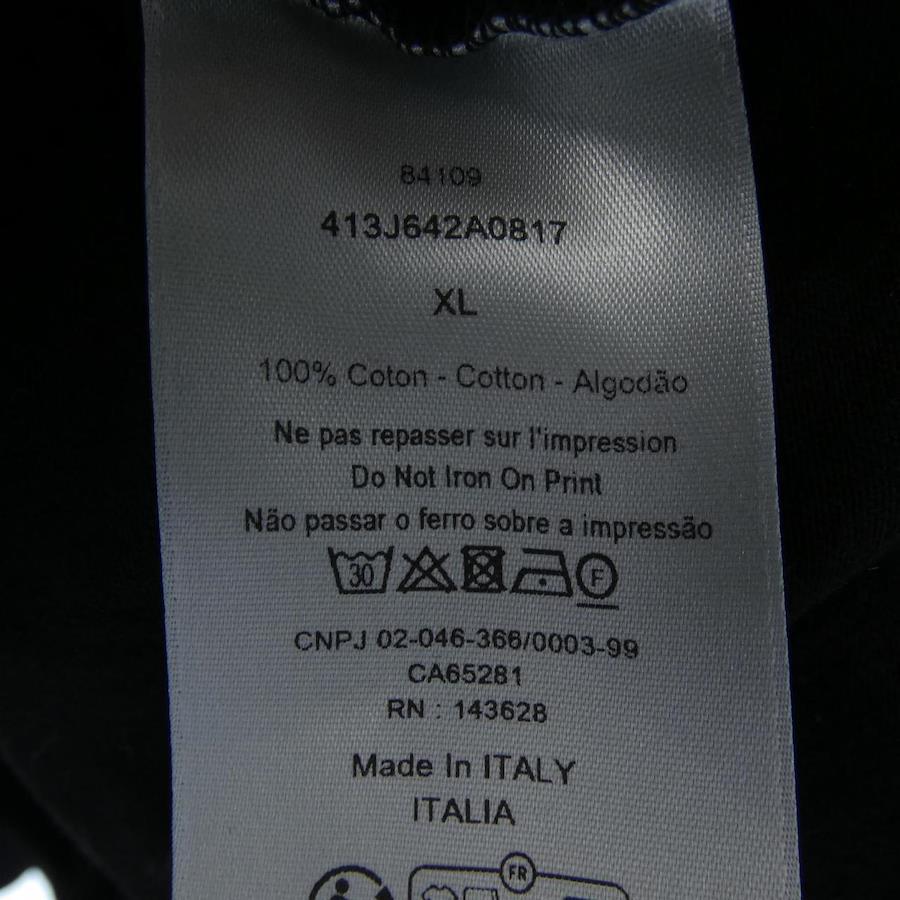 84109
413J642A0817
XL
100% Coton - Cotton - Algodão
Ne pas repasser sur l'impression
Do Not Iron On Print
Não passar o ferro sobre a impressão
30 F
CNPJ 02-046-366/0003-99
CA65281
RN : 143628
Made In ITALY
ITALIA
FR